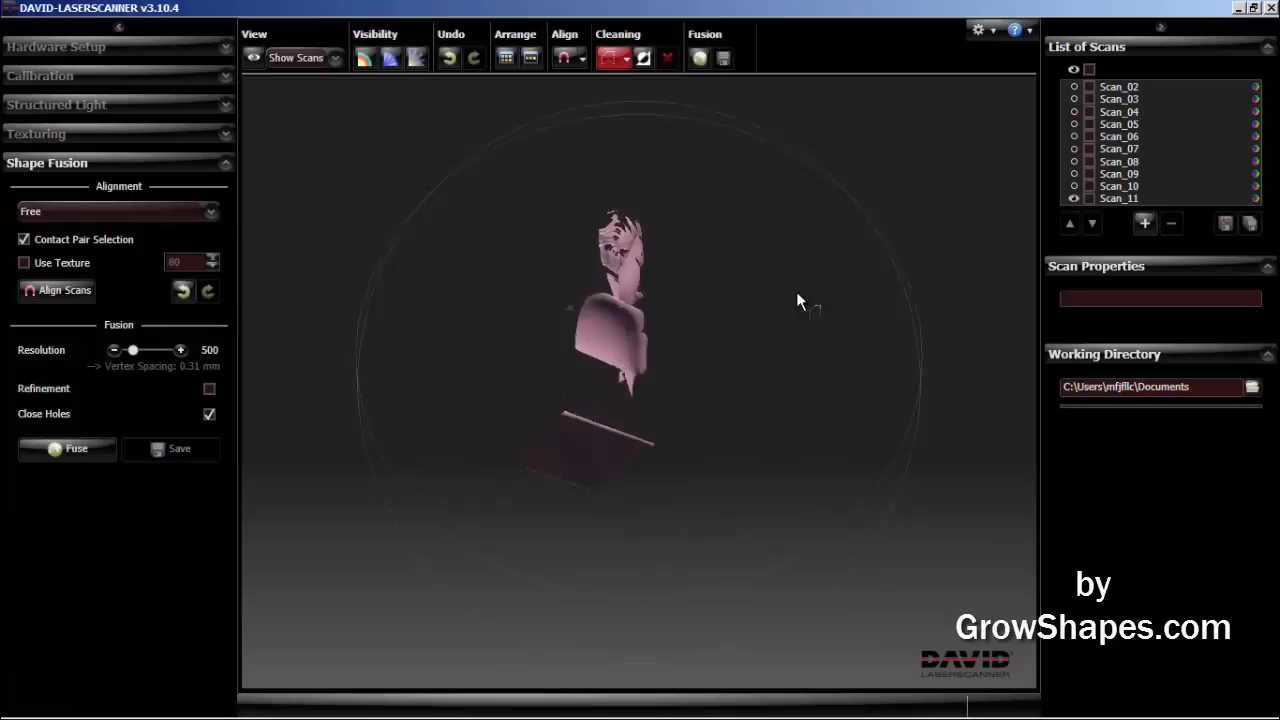 DAVID-LASERSCANNER v3.10.4
Hardware Setup
Calibration
Structured Light
Texturing
Shape Fusion
Alignment
Free
Contact Pair Selection
Use Texture
80
Align Scans
Fusion
Resolution
500
--> Vertex Spacing: 0.31 mm
Refinement
Close Holes
Fuse
Save
View
Visibility
Undo
Arrange
Align
Cleaning
Fusion
Show Scans
List of Scans
Scan_02
Scan_03
Scan_04
Scan_05
Scan_06
Scan_07
Scan_08
Scan_09
Scan_10
Scan_11
Scan Properties
Working Directory
C:\Users\mfjfllc\Documents
by
GrowShapes.com
DAVID
LASERSCANNER